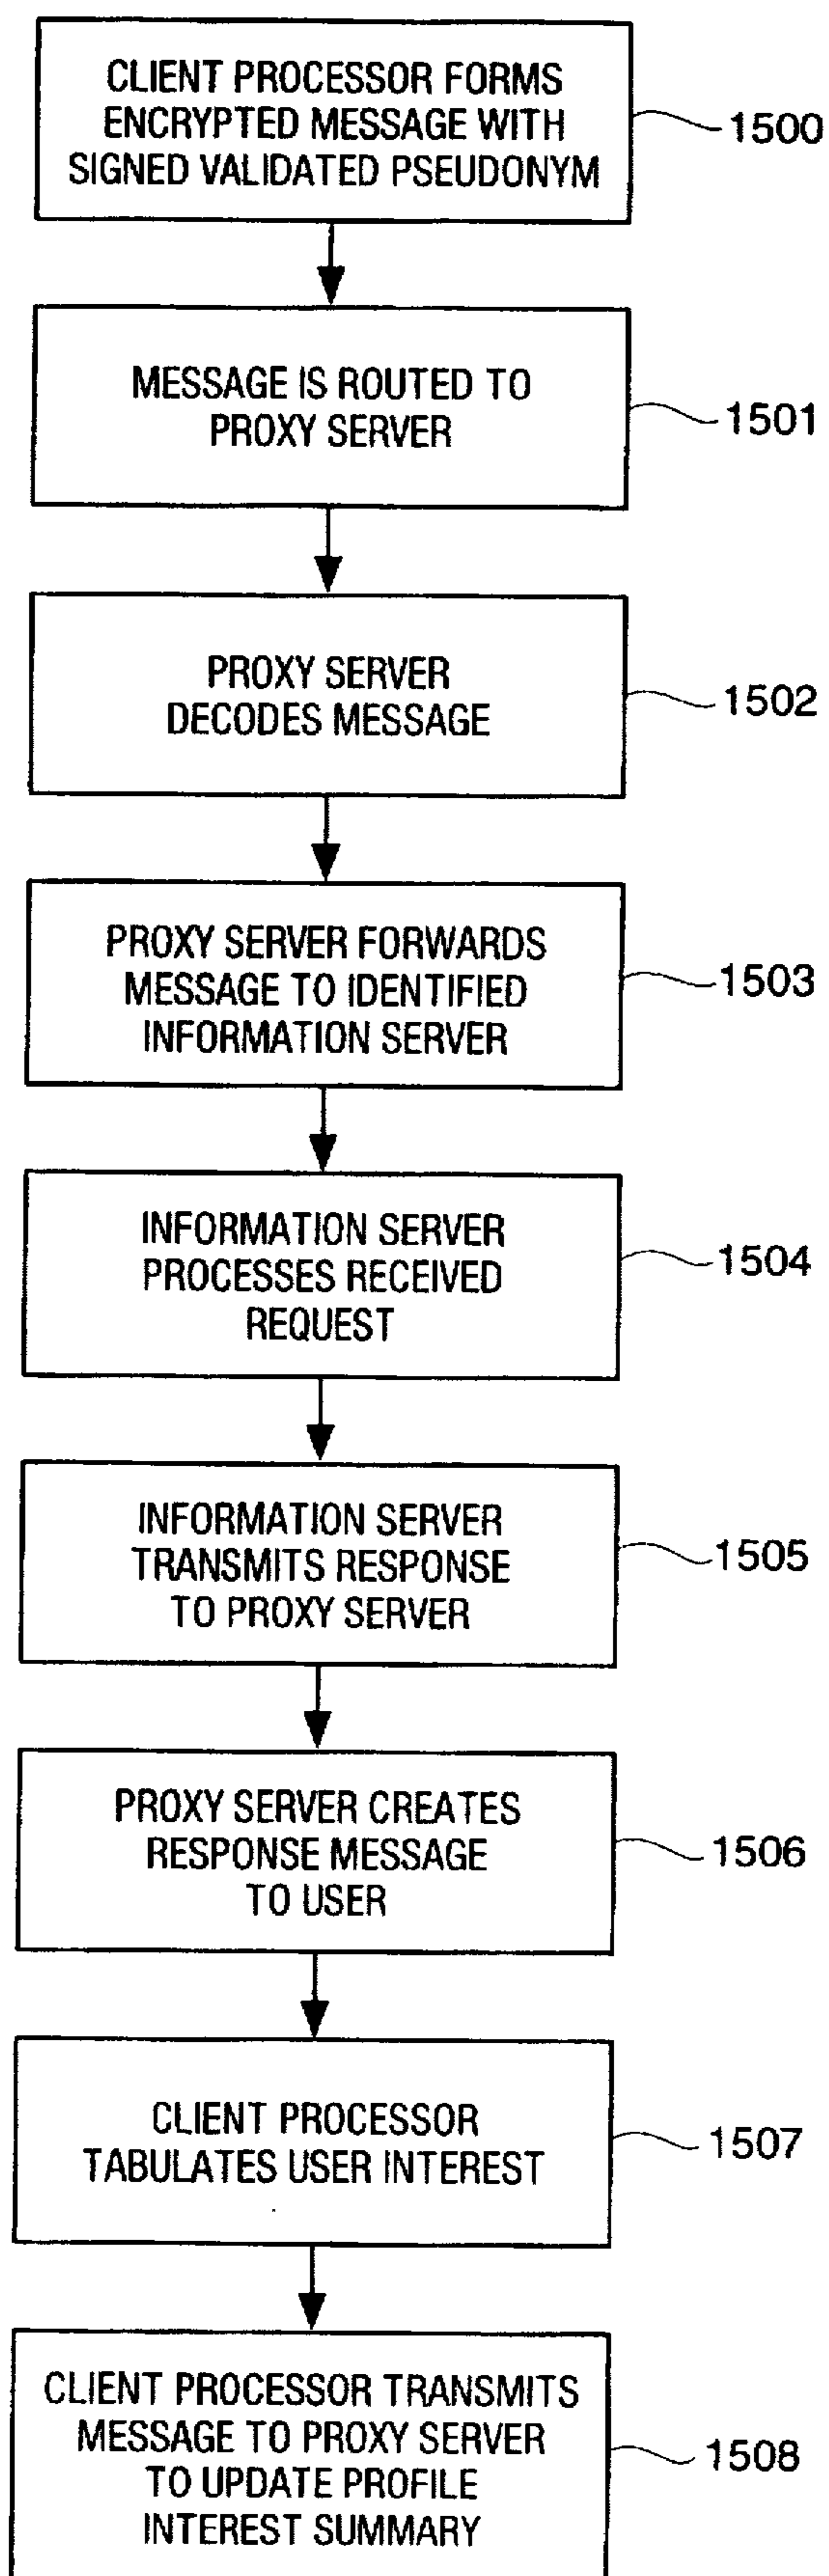 CLIENT PROCESSOR FORMS
ENCRYPTED MESSAGE WITH
SIGNED VALIDATED PSEUDONYM
1500
MESSAGE IS ROUTED TO
PROXY SERVER
1501
PROXY SERVER
DECODES MESSAGE
1502
PROXY SERVER FORWARDS
MESSAGE TO IDENTIFIED
INFORMATION SERVER
1503
INFORMATION SERVER
PROCESSES RECEIVED
REQUEST
1504
INFORMATION SERVER
TRANSMITS RESPONSE
TO PROXY SERVER
1505
PROXY SERVER CREATES
RESPONSE MESSAGE
TO USER
1506
CLIENT PROCESSOR
TABULATES USER INTEREST
1507
CLIENT PROCESSOR TRANSMITS
MESSAGE TO PROXY SERVER
TO UPDATE PROFILE
INTEREST SUMMARY
1508